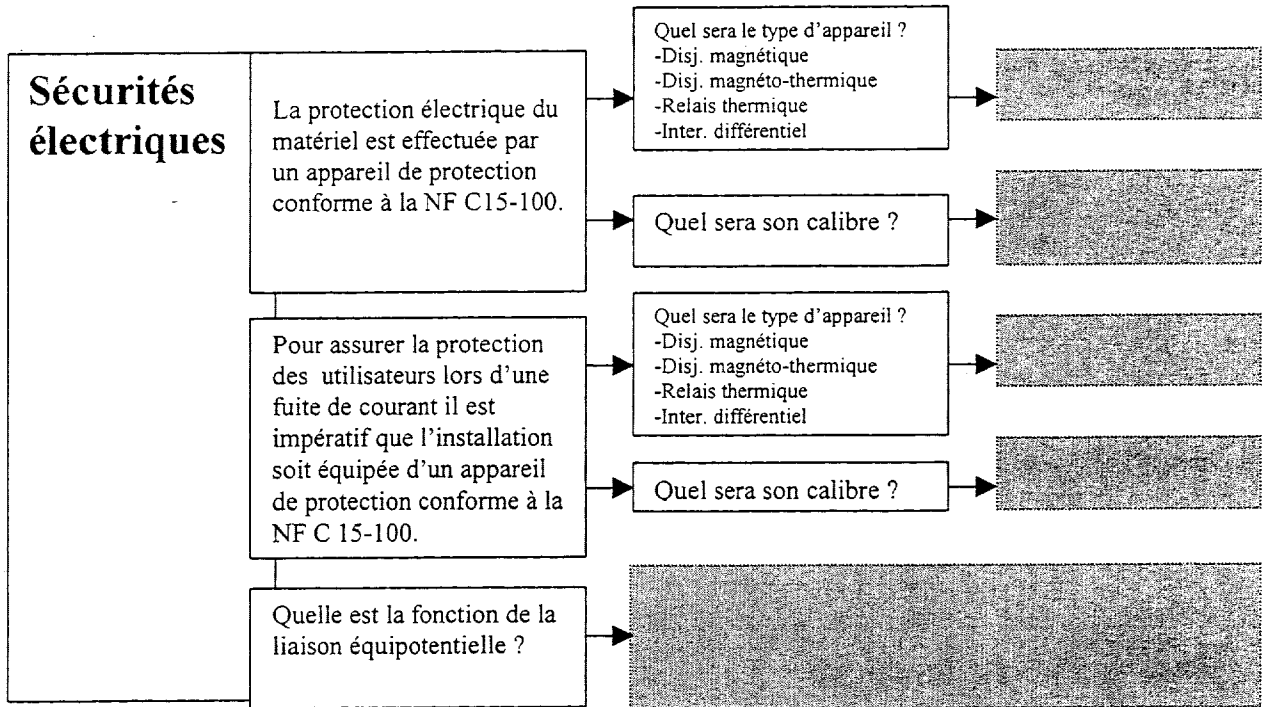 Sécurités
électriques
La protection électrique du
matériel est effectuée par
un appareil de protection
conforme à la NF C15-100.
Quel sera le type d'appareil ?
-Disj. magnétique
-Disj. magnéto-thermique
-Relais thermique
-Inter. différentiel
Quel sera son calibre ?
Pour assurer la protection
des utilisateurs lors d'une
fuite de courant il est
impératif que l'installation
soit équipée d'un appareil
de protection conforme à la
NF C 15-100.
Quel sera le type d'appareil ?
-Disj. magnétique
-Disj. magnéto-thermique
-Relais thermique
-Inter. différentiel
Quel sera son calibre ?
Quelle est la fonction de la
liaison équipotentielle ?